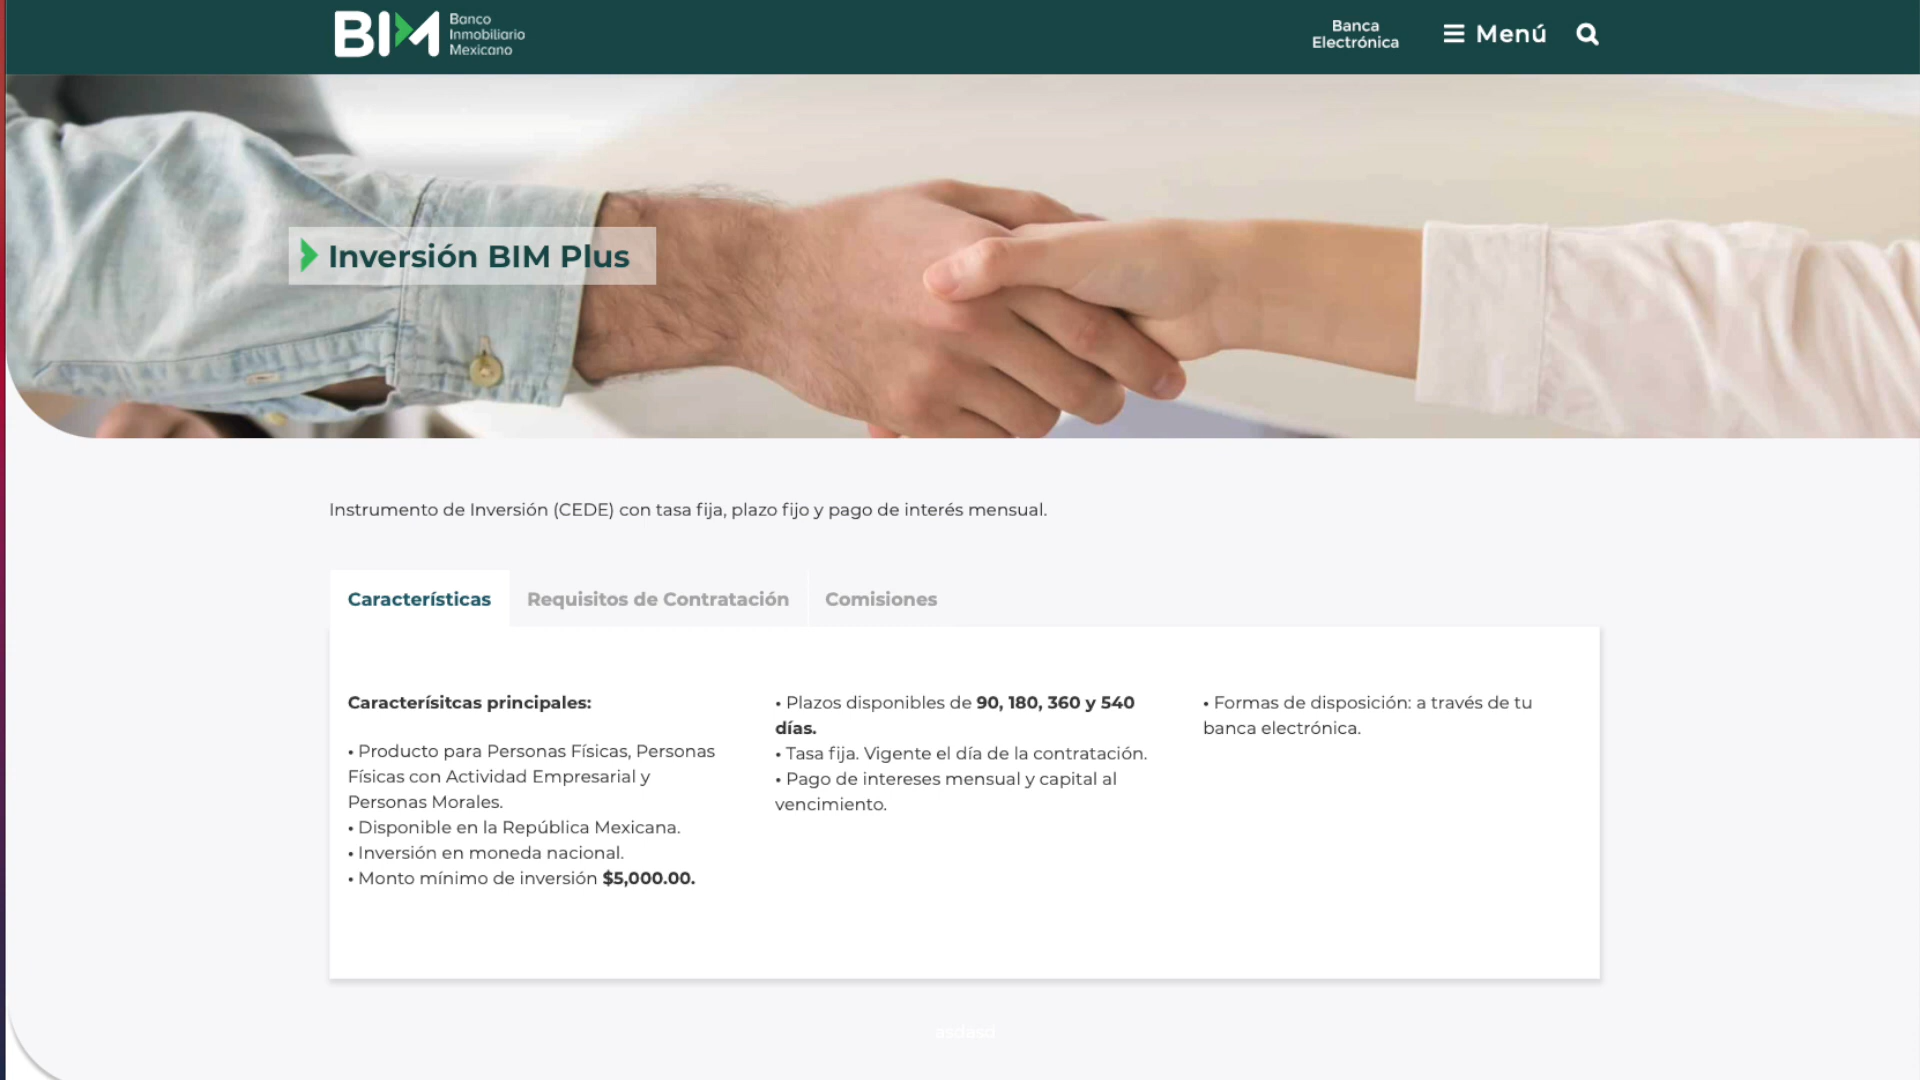 BIM Banco
Inmobiliario
Mexicano
Banca
Electrónica
Menú
Inversión BIM Plus
Instrumento de Inversión (CEDE) con tasa fija, plazo fijo y pago de interés mensual.
Características
Requisitos de Contratación
Comisiones
Caracterísitcas principales:
• Producto para Personas Físicas, Personas
Físicas con Actividad Empresarial y
Personas Morales.
• Disponible en la República Mexicana.
• Inversión en moneda nacional.
• Monto mínimo de inversión $5,000.00.
• Plazos disponibles de 90, 180, 360 y 540
días.
• Tasa fija. Vigente el día de la contratación.
• Pago de intereses mensual y capital al
vencimiento.
• Formas de disposición: a través de tu
banca electrónica.